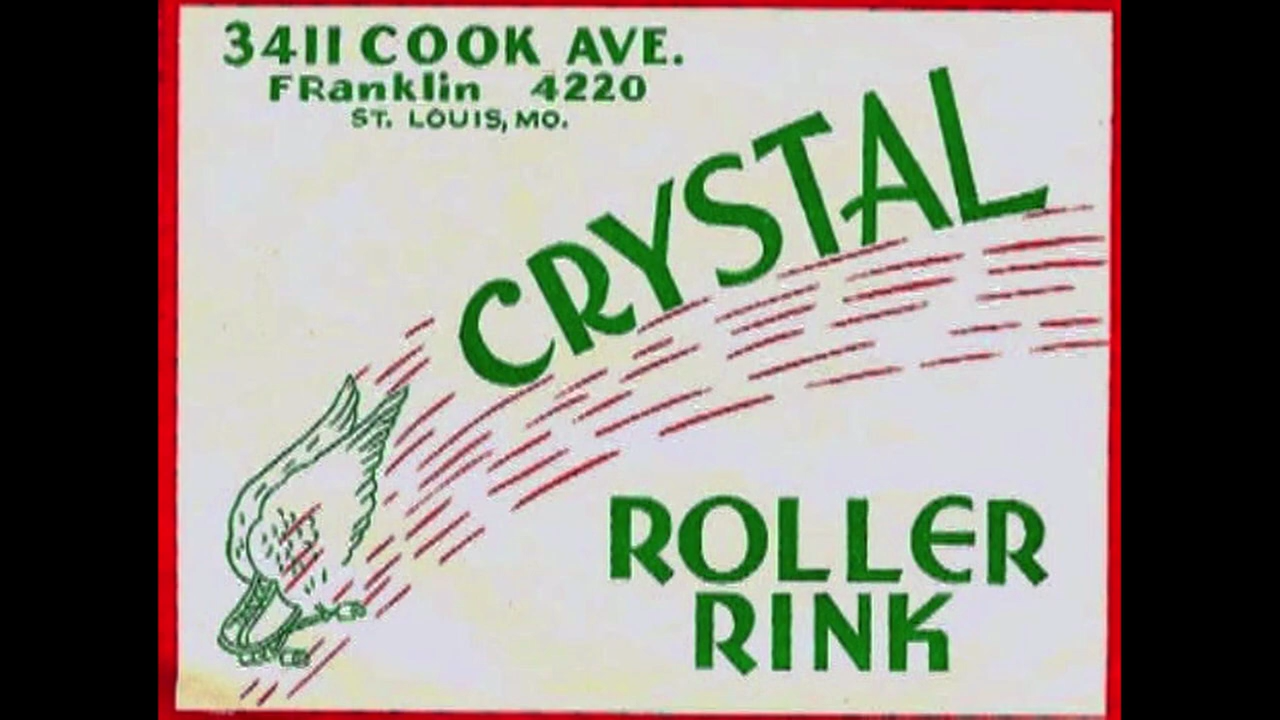 3411 COOK AVE.
FRanklin 4220
ST. LOUIS, MO.
CRYSTAL
ROLLER
RINK